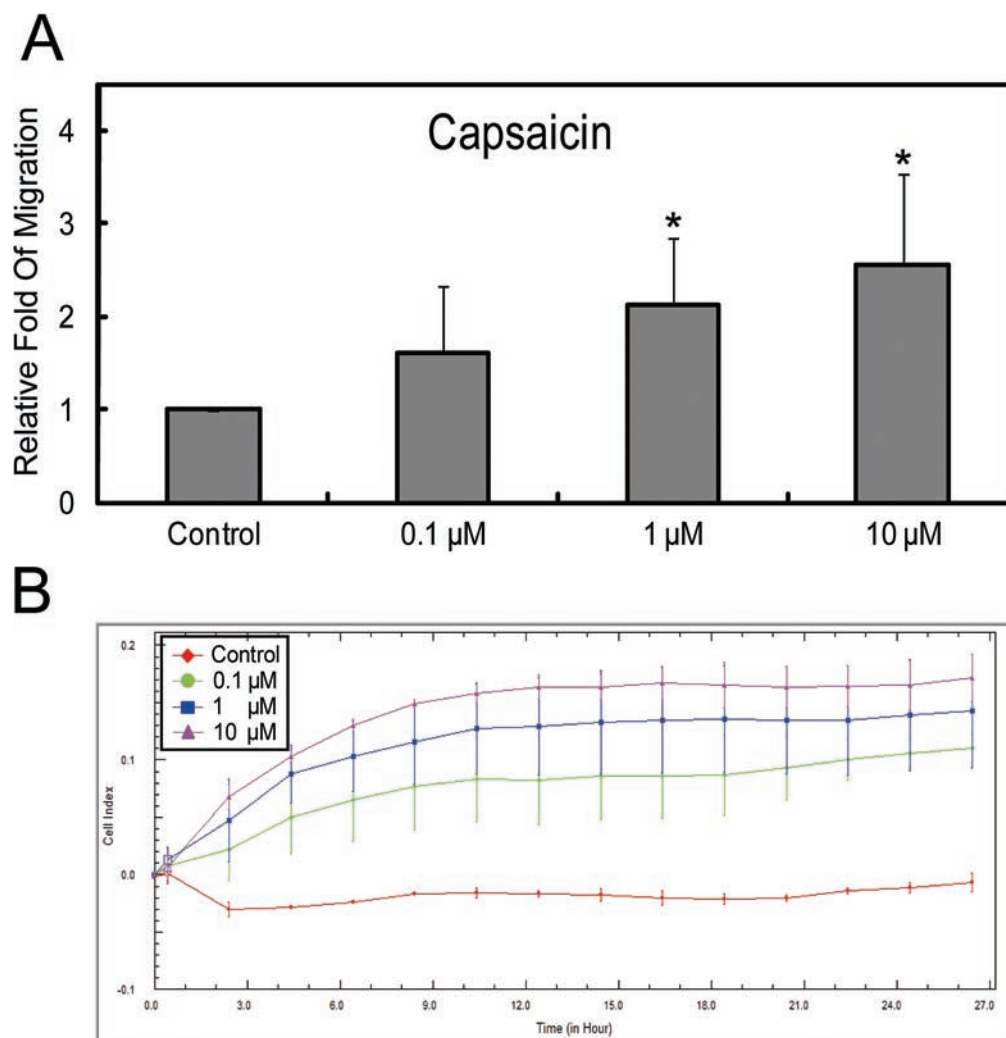 A
Capsaicin
Relative Fold Of Migration
4
3
2
1
0
*
*
Control
0.1 µM
1 µM
10 µM
B
Control
0.1 µM
1 µM
10 µM
Cell Index
0.2
0.1
0.0
-0.1
0.0
3.0
6.0
9.0
12.0
15.0
18.0
21.0
24.0
27.0
Time (in Hour)